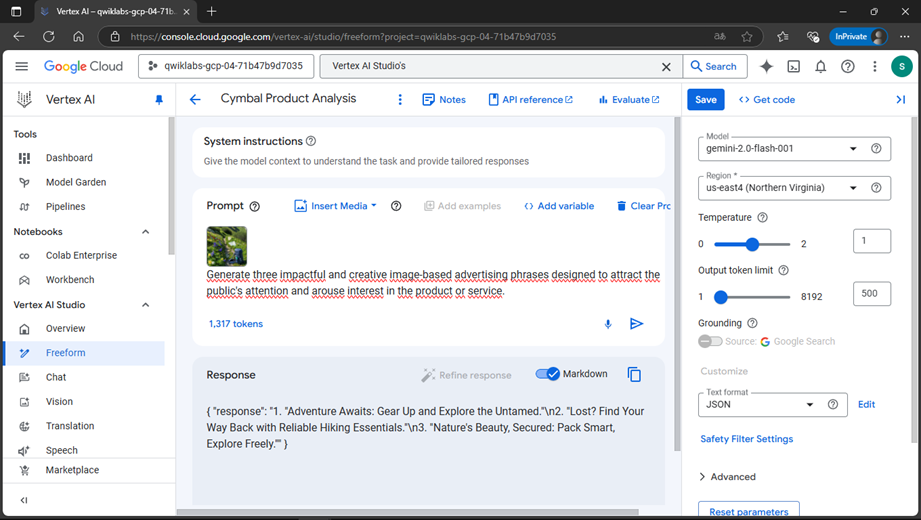 Vertex AI – qwiklabs-gcp-04-71b
https://console.cloud.google.com/vertex-ai/studio/freeform?project=qwiklabs-gcp-04-71b47b9d7035
InPrivate
Google Cloud
qwiklabs-gcp-04-71b47b9d7035
Vertex AI Studio's
Search
S
Vertex AI
Cymbal Product Analysis
Notes
API reference
Evaluate
Save
Get code
Tools
Dashboard
Model Garden
Pipelines
Notebooks
Colab Enterprise
Workbench
Vertex AI Studio
Overview
Freeform
Chat
Vision
Translation
Speech
Marketplace
System instructions
Give the model context to understand the task and provide tailored responses
Prompt
Insert Media
Add examples
Add variable
Clear Pro
Generate three impactful and creative image-based advertising phrases designed to attract the
public's attention and arouse interest in the product or service.
1,317 tokens
Response
Refine response
Markdown
{ "response": "1. "Adventure Awaits: Gear Up and Explore the Untamed."\n2. "Lost? Find Your
Way Back with Reliable Hiking Essentials."\n3. "Nature's Beauty, Secured: Pack Smart,
Explore Freely."" }
Model
gemini-2.0-flash-001
Region *
us-east4 (Northern Virginia)
Temperature
0 2 1
Output token limit
1 8192 500
Grounding
Source: Google Search
Customize
Text format
JSON
Edit
Safety Filter Settings
Advanced
Reset parameters